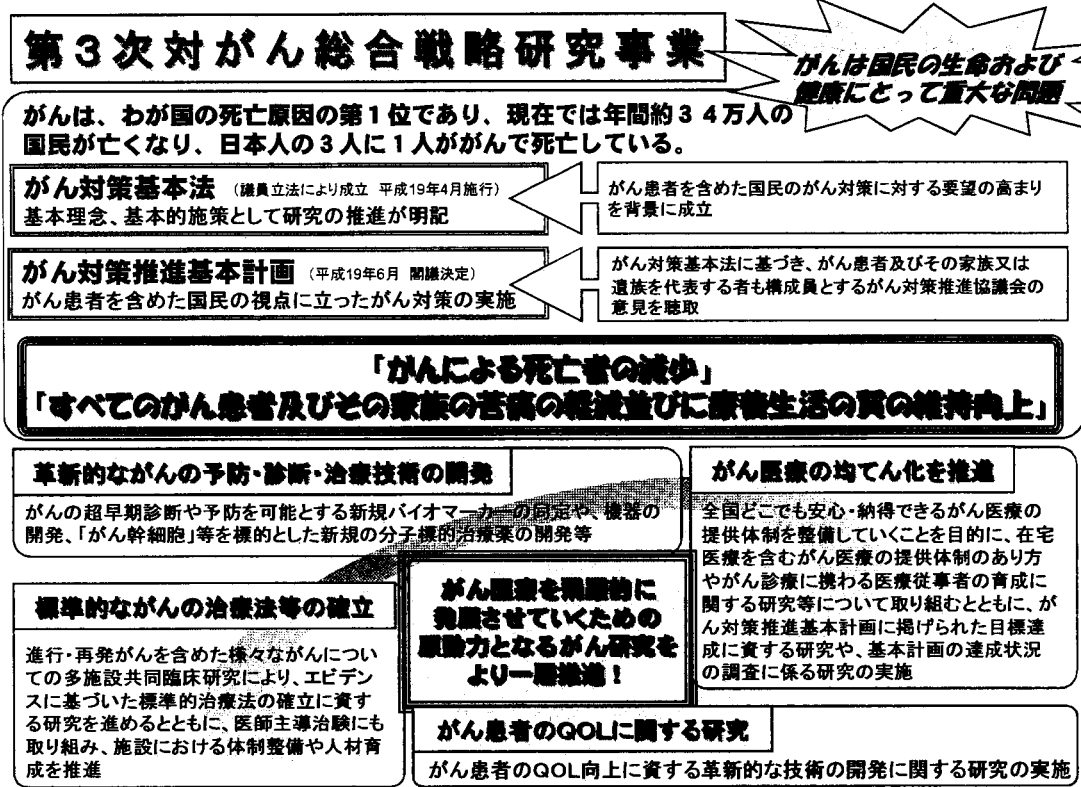 第3次対がん総合戦略研究事業
がんは国民の生命および
健康にとって重大な問題
がんは、わが国の死亡原因の第1位であり、現在では年間約34万人の
国民が亡くなり、日本人の3人に1人ががんで死亡している。
がん対策基本法 (議員立法により成立 平成19年4月施行)
基本理念、基本的施策として研究の推進が明記
がん患者を含めた国民のがん対策に対する要望の高まり
を背景に成立
がん対策推進基本計画 (平成19年6月 閣議決定)
がん患者を含めた国民の視点に立ったがん対策の実施
がん対策基本法に基づき、がん患者及びその家族又は
遺族を代表する者も構成員とするがん対策推進協議会の
意見を聴取
「がんによる死亡者の減少」
「すべてのがん患者及びその家族の苦痛の軽減並びに療養生活の質の維持向上」
革新的ながんの予防・診断・治療技術の開発
がんの超早期診断や予防を可能とする新規バイオマーカーの同定や、機器の
開発、「がん幹細胞」等を標的とした新規の分子標的治療薬の開発等
がん医療の均てん化を推進
全国どこでも安心・納得できるがん医療の
提供体制を整備していくことを目的に、在宅
医療を含むがん医療の提供体制のあり方
やがん診療に携わる医療従事者の育成に
関する研究等について取り組むとともに、が
ん対策推進基本計画に掲げられた目標達
成に資する研究や、基本計画の達成状況
の調査に係る研究の実施
標準的ながんの治療法等の確立
進行・再発がんを含めた様々ながんについ
ての多施設共同臨床研究により、エビデン
スに基づいた標準的治療法の確立に資す
る研究を進めるとともに、医師主導治験にも
取り組み、施設における体制整備や人材育
成を推進
がん医療を飛躍的に
発展させていくための
原動力となるがん研究を
より一層推進！
がん患者のQOLに関する研究
がん患者のQOL向上に資する革新的な技術の開発に関する研究の実施